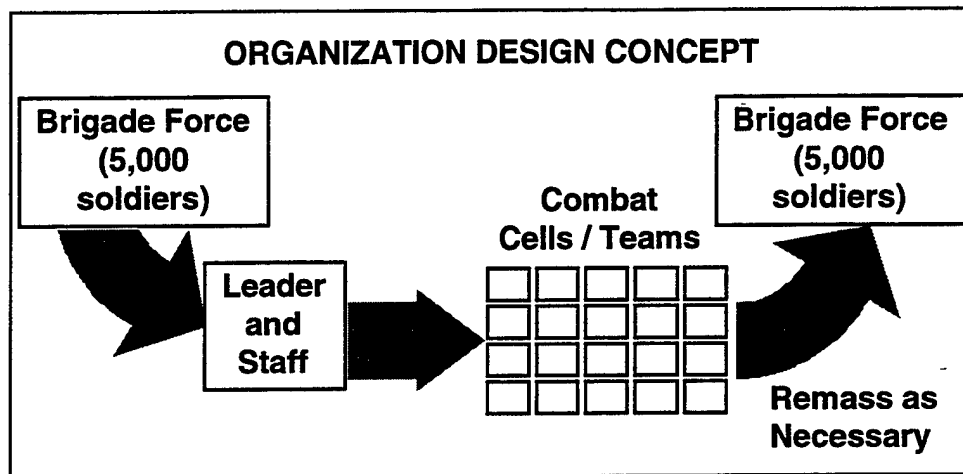 ORGANIZATION DESIGN CONCEPT
Brigade Force
(5,000
soldiers)
Leader
and
Staff
Combat
Cells / Teams
Brigade Force
(5,000
soldiers)
Remass as
Necessary